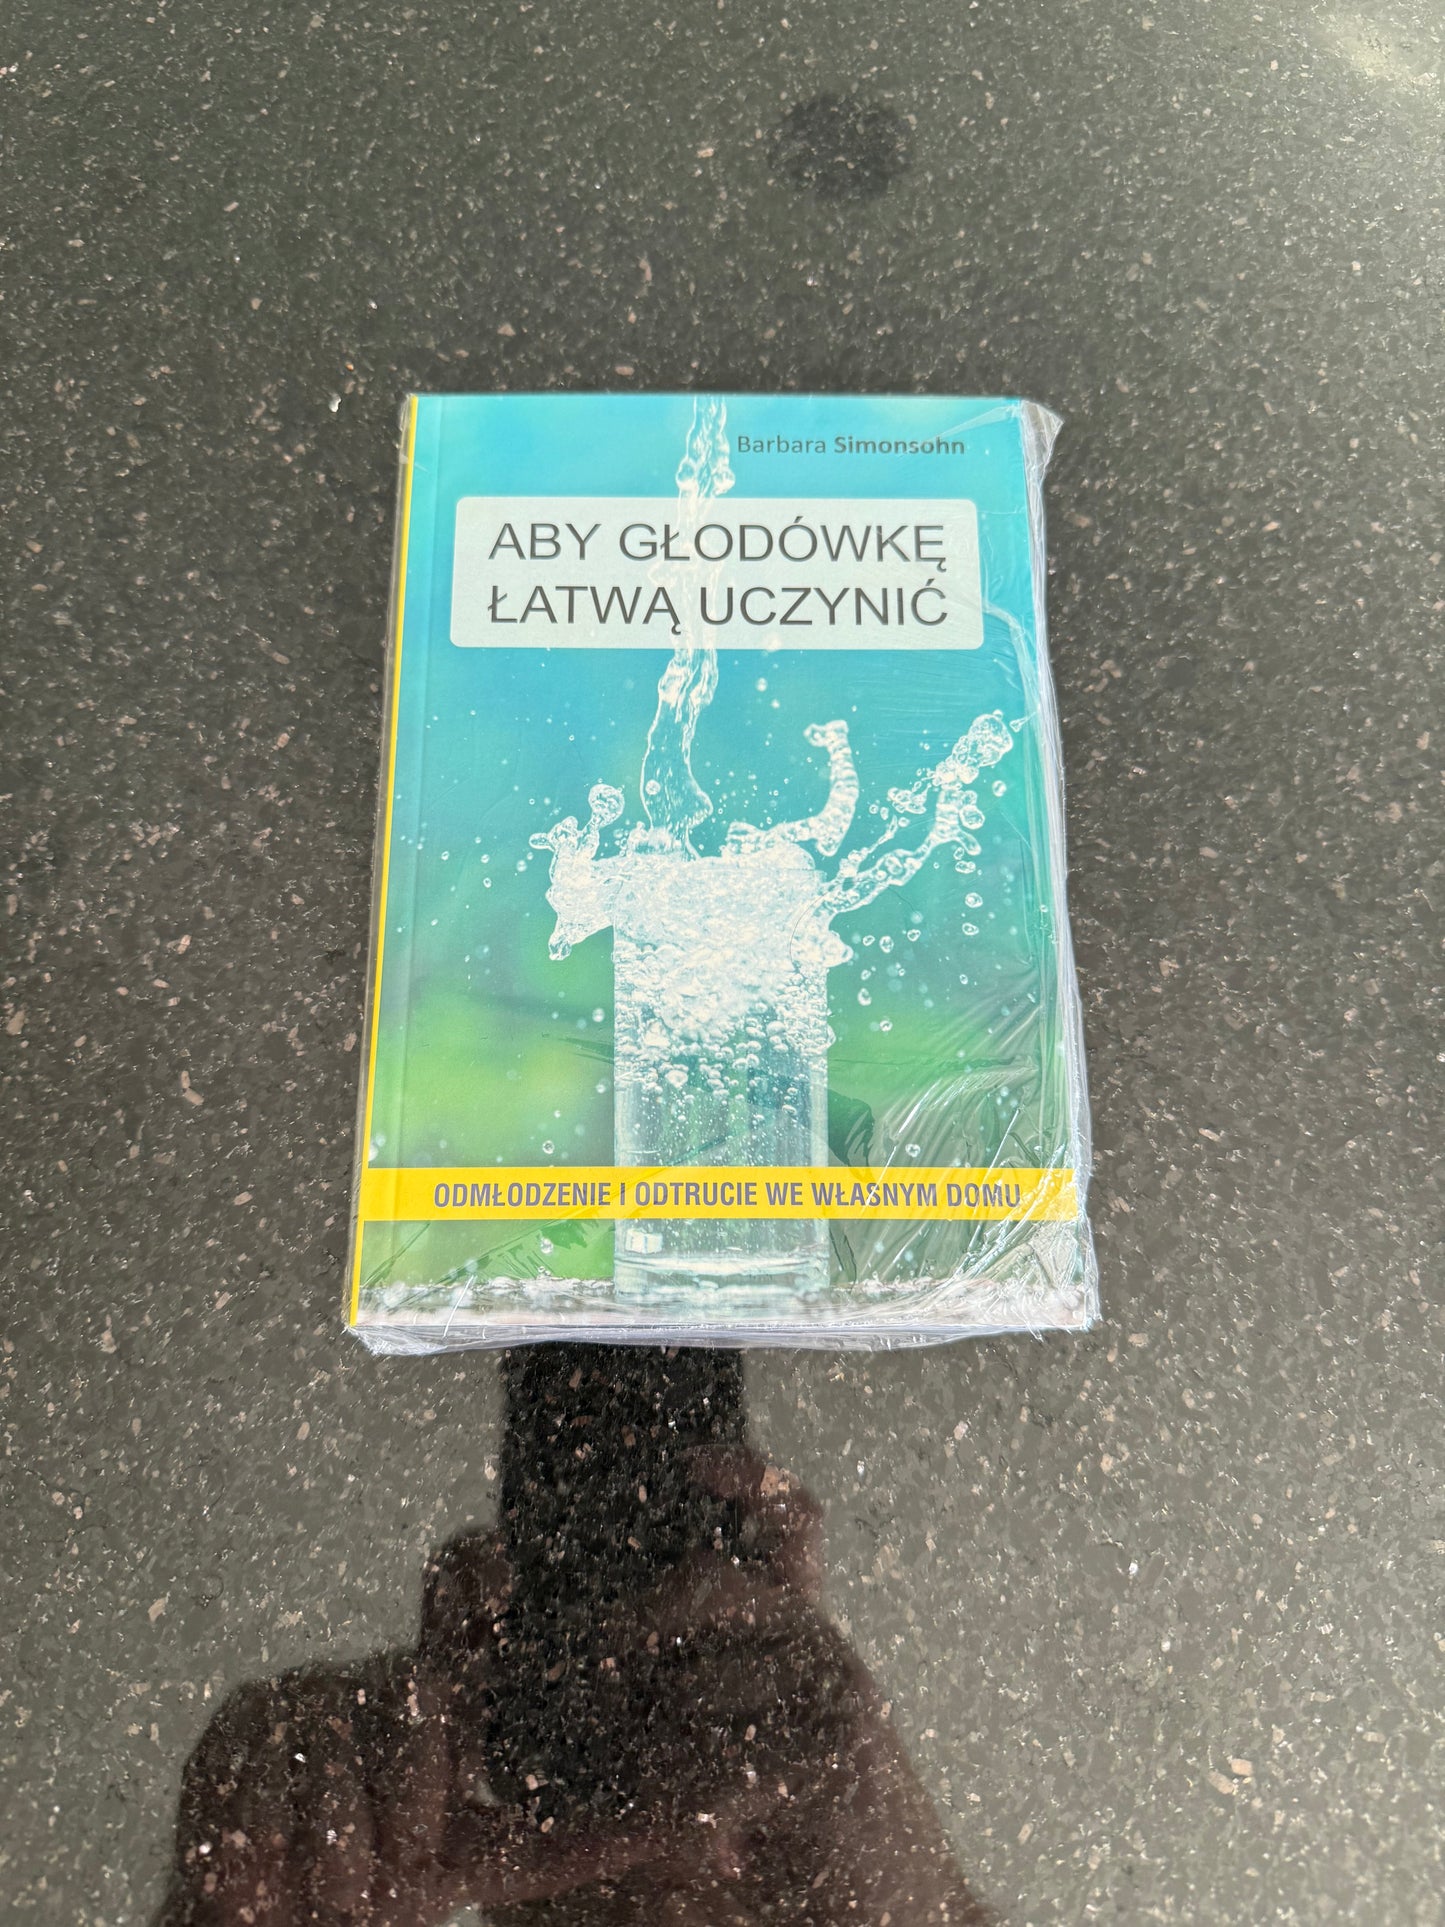 Barbara Simonsohn
ABY GŁODÓWKĘ
ŁATWĄ UCZYNIĆ
ODMŁODZENIE I ODTRUCIE WE WŁASNYM DOMU